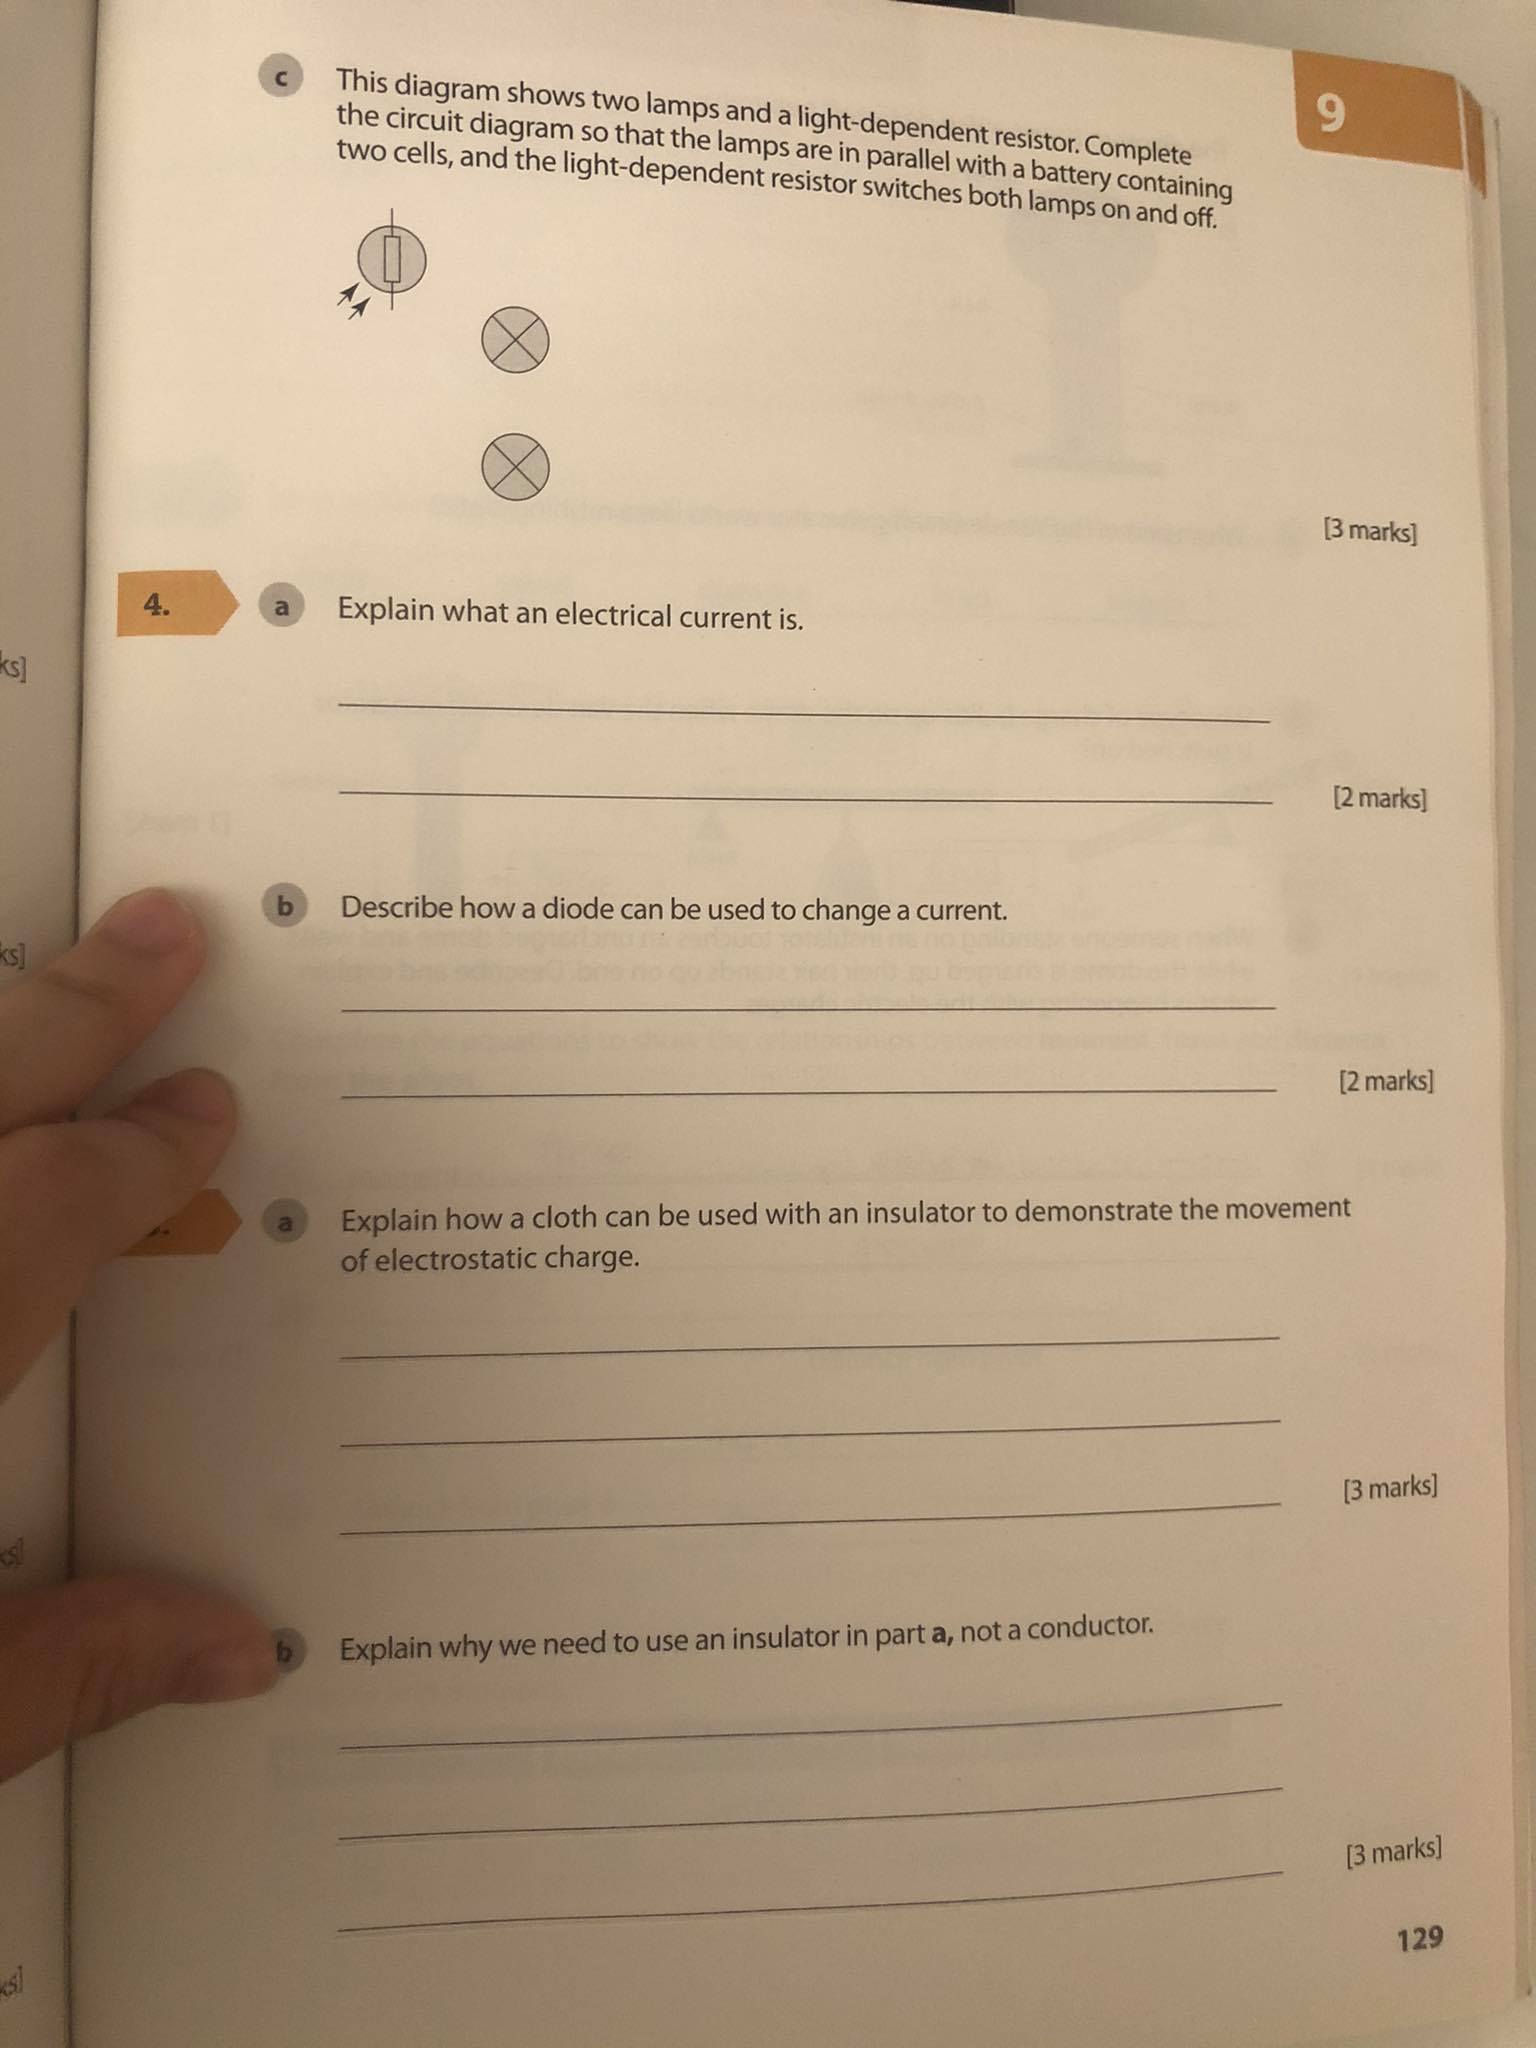 9
c This diagram shows two lamps and a light-dependent resistor. Complete
the circuit diagram so that the lamps are in parallel with a battery containing
two cells, and the light-dependent resistor switches both lamps on and off.
[3 marks]
4. a Explain what an electrical current is.
ks]
[2 marks]
b Describe how a diode can be used to change a current.
ks]
[2 marks]
a Explain how a cloth can be used with an insulator to demonstrate the movement
of electrostatic charge.
[3 marks]
ks]
b Explain why we need to use an insulator in part a, not a conductor.
[3 marks]
129
ks]